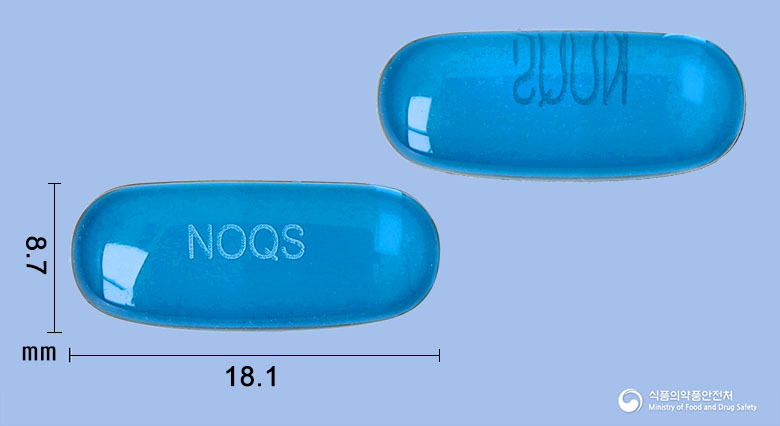 NOQS
NOQS
8.7
mm
18.1
식품의약품안전처
Ministry of Food and Drug Safety